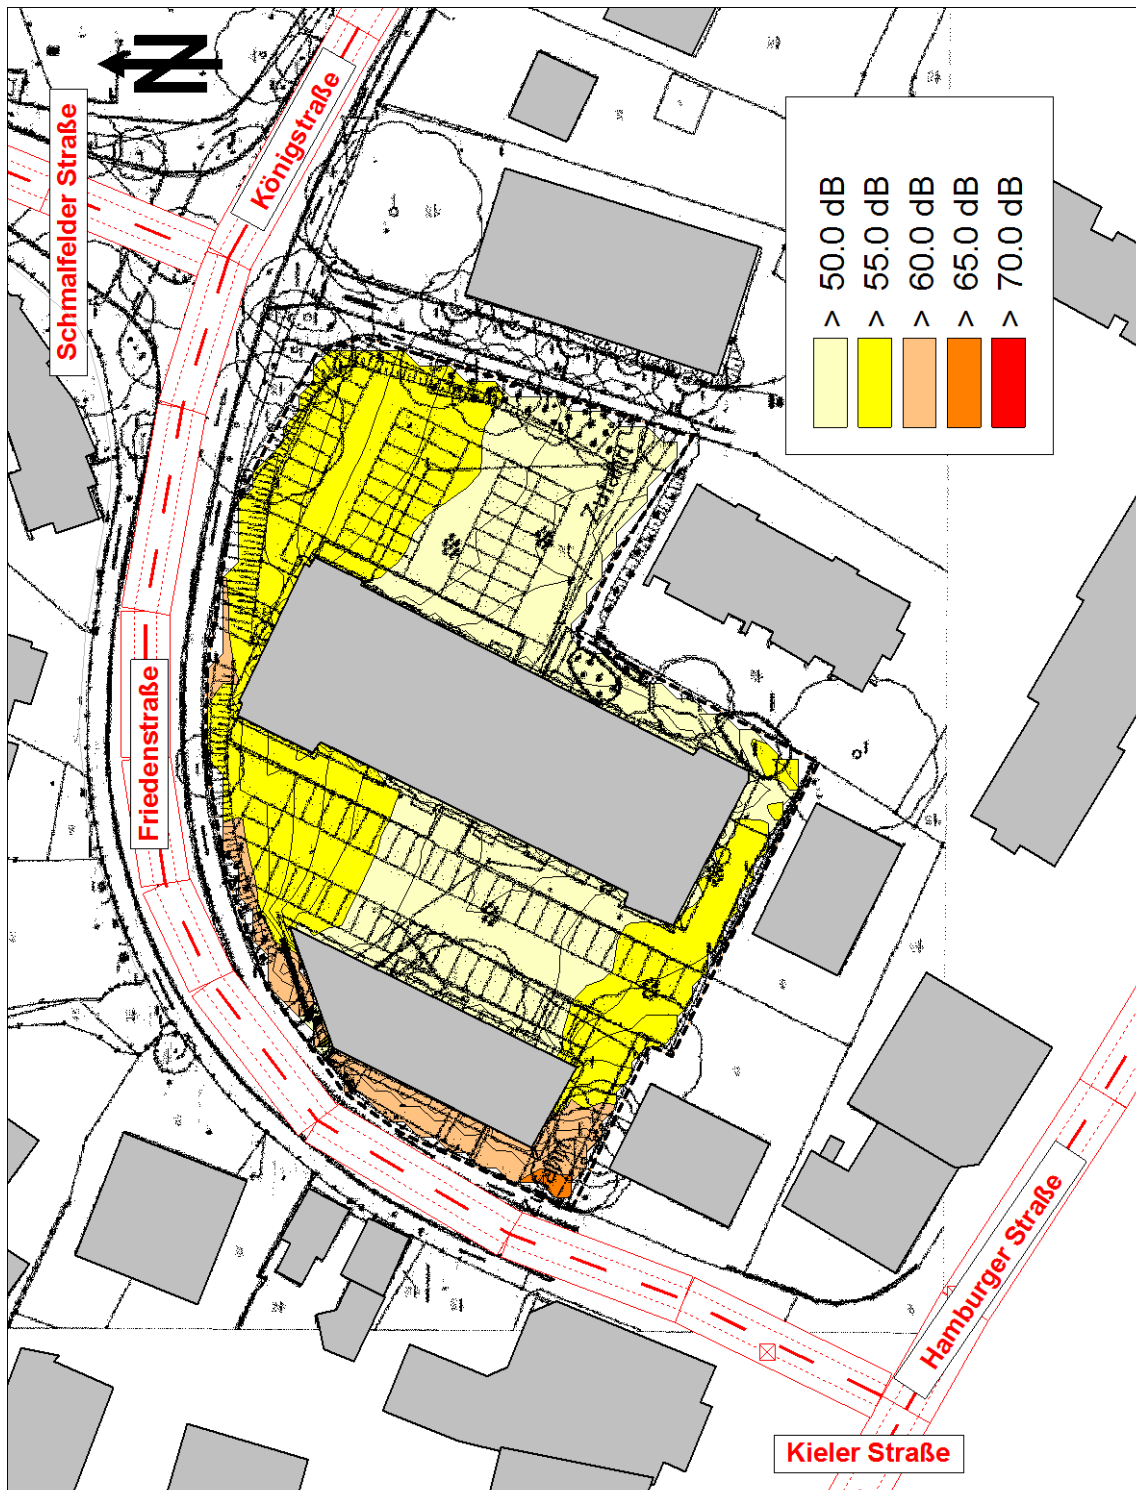 Schmalfelder Straße
Königstraße
Friedenstraße
> 50.0 dB
> 55.0 dB
> 60.0 dB
> 65.0 dB
> 70.0 dB
Hamburger Straße
Kieler Straße